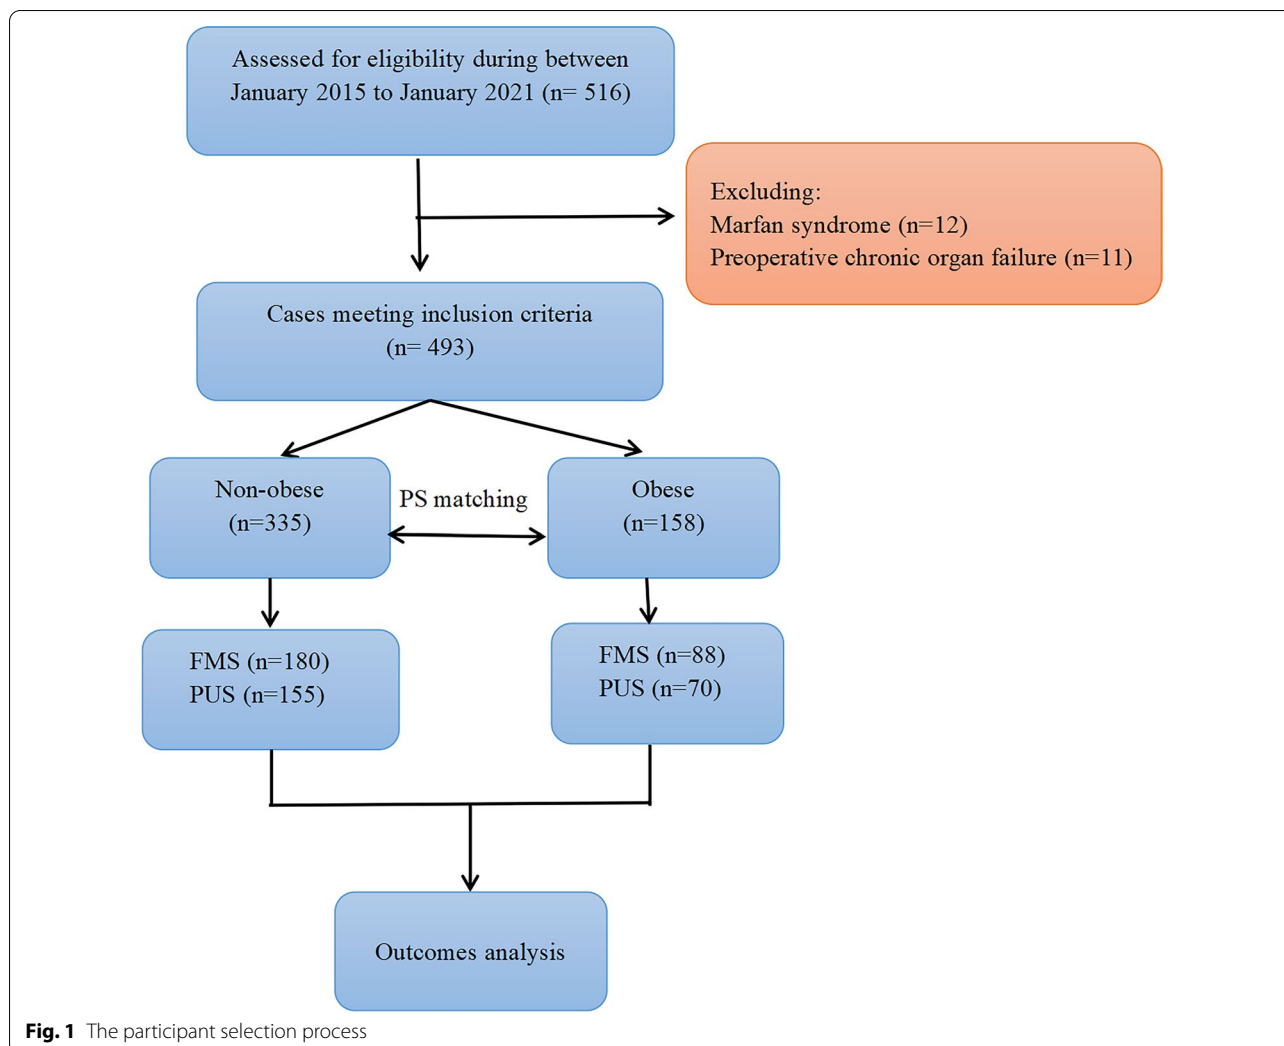 Assessed for eligibility during between
January 2015 to January 2021 (n= 516)
Excluding:
Marfan syndrome (n=12)
Preoperative chronic organ failure (n=11)
Cases meeting inclusion criteria
(n= 493)
Non-obese
(n=335)
PS matching
Obese
(n=158)
FMS (n=180)
PUS (n=155)
FMS (n=88)
PUS (n=70)
Outcomes analysis
Fig. 1 The participant selection process